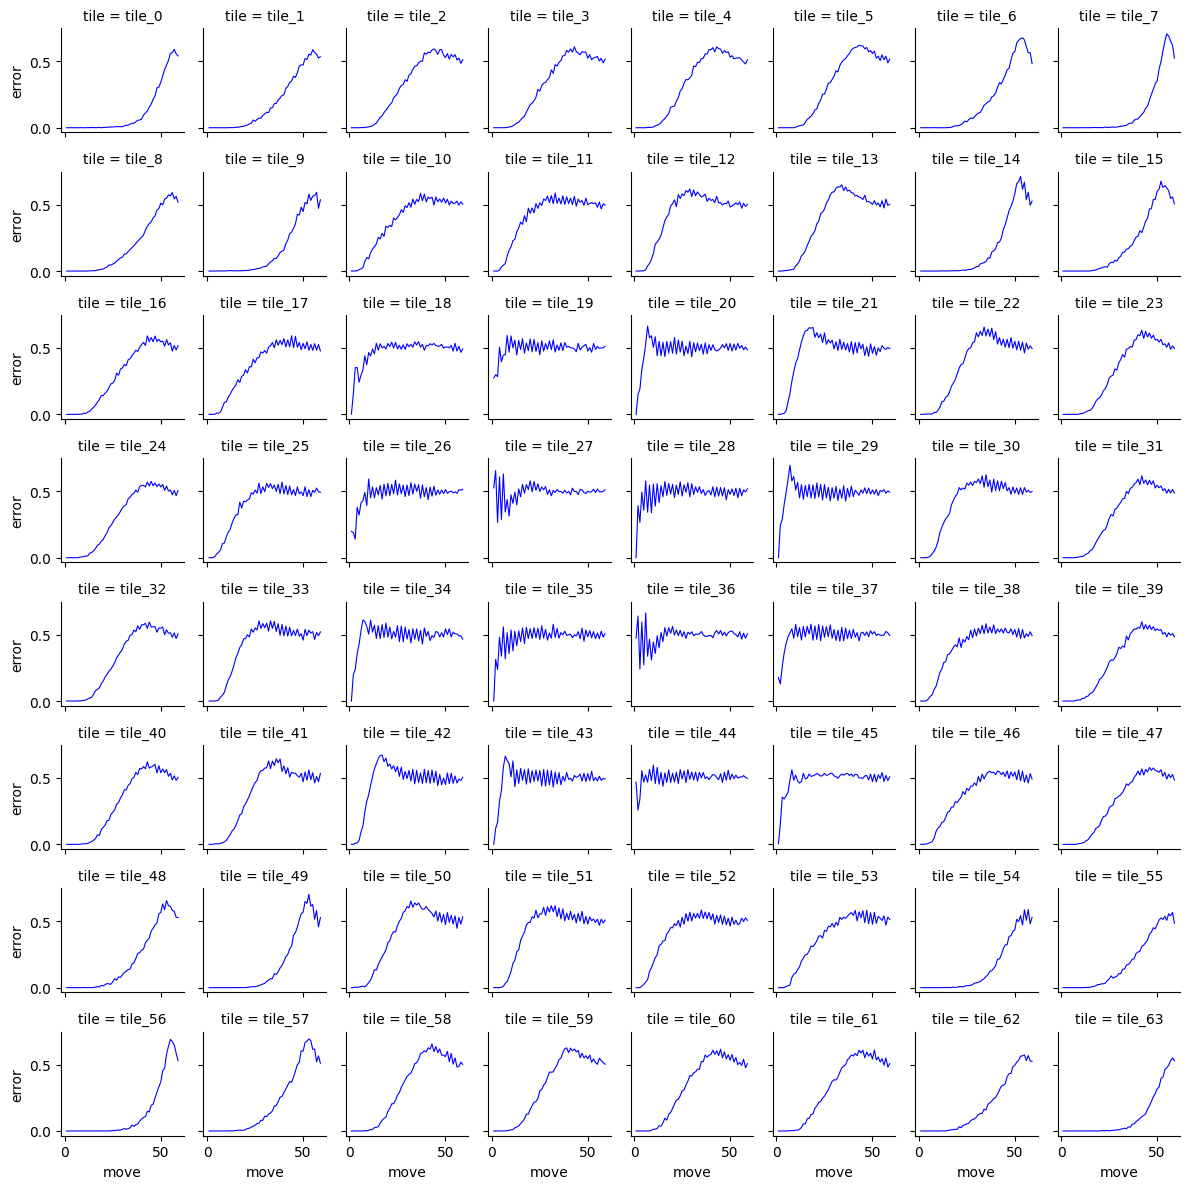 tile = tile_0 tile = tile_1 tile = tile_2 tile = tile_3 tile = tile_4 tile = tile_5 tile = tile_6 tile = tile_7
0.5
error
0.0
tile = tile_8 tile = tile_9 tile = tile_10 tile = tile_11 tile = tile_12 tile = tile_13 tile = tile_14 tile = tile_15
0.5
error
0.0
tile = tile_16 tile = tile_17 tile = tile_18 tile = tile_19 tile = tile_20 tile = tile_21 tile = tile_22 tile = tile_23
0.5
error
0.0
tile = tile_24 tile = tile_25 tile = tile_26 tile = tile_27 tile = tile_28 tile = tile_29 tile = tile_30 tile = tile_31
0.5
error
0.0
tile = tile_32 tile = tile_33 tile = tile_34 tile = tile_35 tile = tile_36 tile = tile_37 tile = tile_38 tile = tile_39
0.5
error
0.0
tile = tile_40 tile = tile_41 tile = tile_42 tile = tile_43 tile = tile_44 tile = tile_45 tile = tile_46 tile = tile_47
0.5
error
0.0
tile = tile_48 tile = tile_49 tile = tile_50 tile = tile_51 tile = tile_52 tile = tile_53 tile = tile_54 tile = tile_55
0.5
error
0.0
tile = tile_56 tile = tile_57 tile = tile_58 tile = tile_59 tile = tile_60 tile = tile_61 tile = tile_62 tile = tile_63
0.5
error
0.0
0 50 0 50 0 50 0 50 0 50 0 50 0 50 0 50
move move move move move move move move